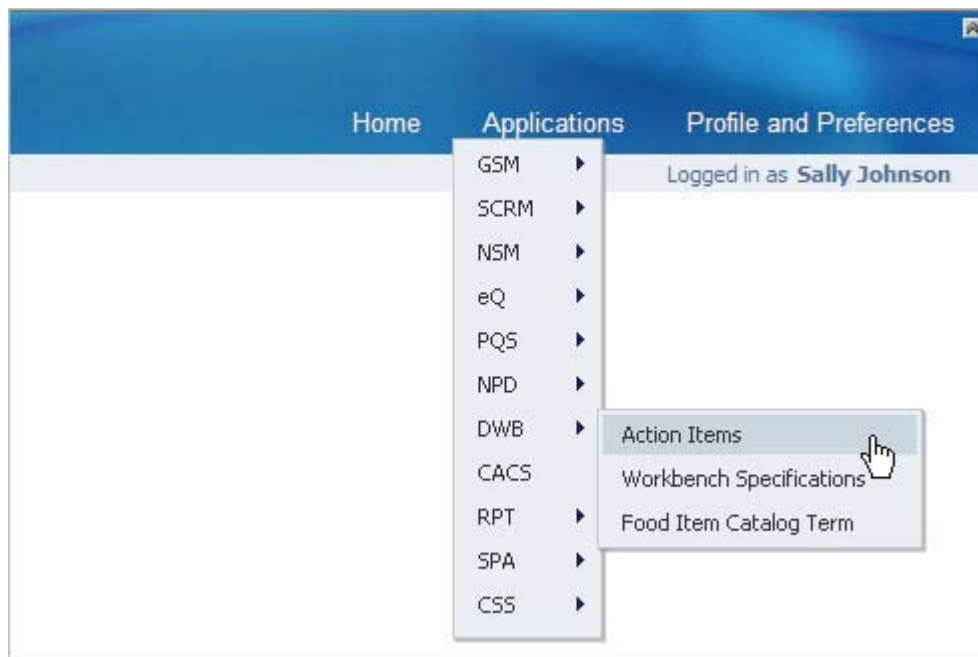 Home Applications Profile and Preferences
Logged in as Sally Johnson
GSM
SCRM
NSM
eQ
PQS
NPD
DWB
Action Items
Workbench Specifications
Food Item Catalog Term
CACS
RPT
SPA
CSS